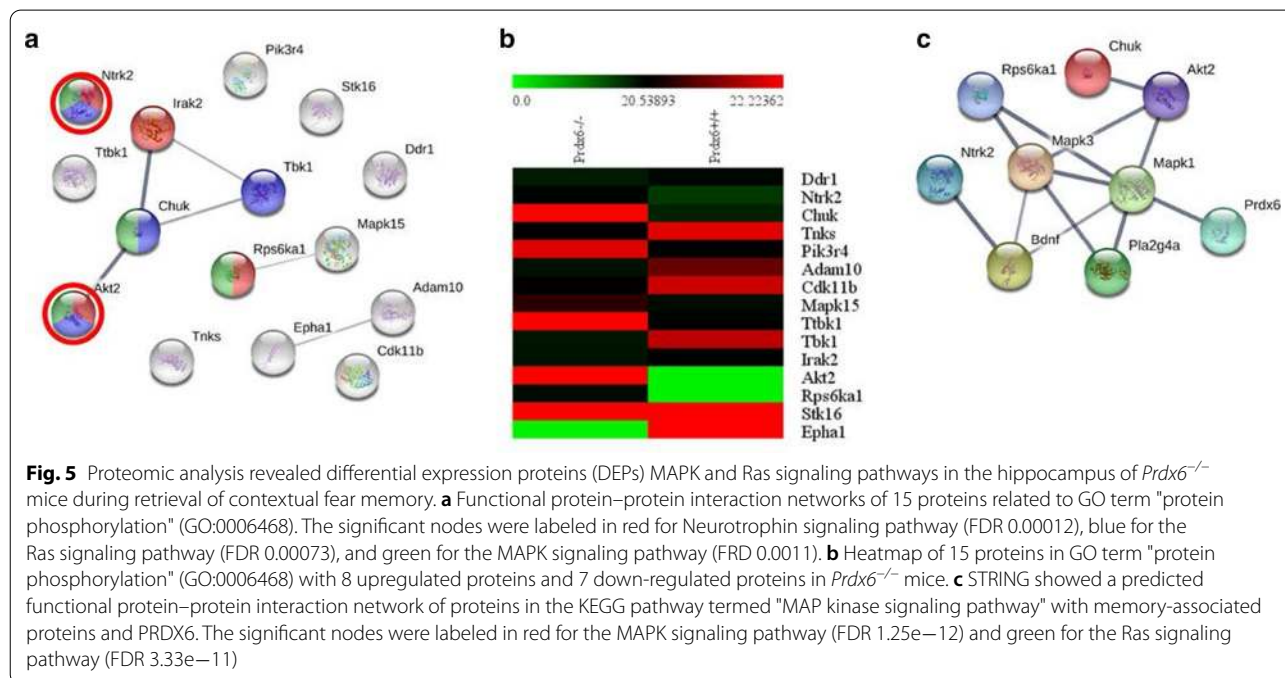 a
Ntrk2
Pik3r4
Irak2
Stk16
Ttbk1
Tbk1
Ddr1
Chuk
Mapk15
Rps6ka1
Akt2
Adam10
Epha1
Tnks
Cdk11b
b
0.0 20.53893 22.22362
Prdx6-/- Prdx6+/+
Ddr1
Ntrk2
Chuk
Tnks
Pik3r4
Adam10
Cdk11b
Mapk15
Ttbk1
Tbk1
Irak2
Akt2
Rps6ka1
Stk16
Epha1
c
Chuk
Rps6ka1
Akt2
Mapk3
Ntrk2
Mapk1
Prdx6
Bdnf
Pla2g4a
Fig. 5 Proteomic analysis revealed differential expression proteins (DEPs) MAPK and Ras signaling pathways in the hippocampus of Prdx6−/−
mice during retrieval of contextual fear memory. a Functional protein–protein interaction networks of 15 proteins related to GO term "protein
phosphorylation" (GO:0006468). The significant nodes were labeled in red for Neurotrophin signaling pathway (FDR 0.00012), blue for the
Ras signaling pathway (FDR 0.00073), and green for the MAPK signaling pathway (FRD 0.0011). b Heatmap of 15 proteins in GO term "protein
phosphorylation" (GO:0006468) with 8 upregulated proteins and 7 down-regulated proteins in Prdx6−/− mice. c STRING showed a predicted
functional protein–protein interaction network of proteins in the KEGG pathway termed "MAP kinase signaling pathway" with memory-associated
proteins and PRDX6. The significant nodes were labeled in red for the MAPK signaling pathway (FDR 1.25e−12) and green for the Ras signaling
pathway (FDR 3.33e−11)